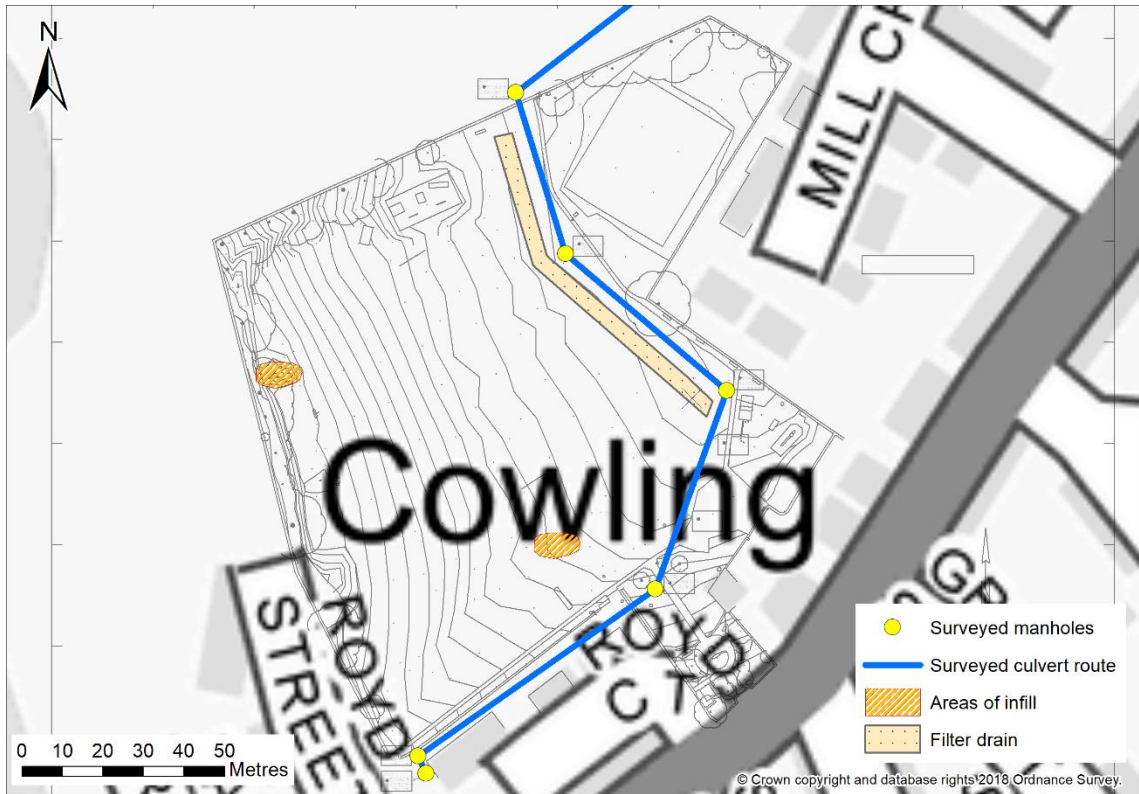 N
MILL CR
Cowling
ROYD
STREET
ROYD
CT
GR
Surveyed manholes
Surveyed culvert route
Areas of infill
Filter drain
0 10 20 30 40 50
Metres
© Crown copyright and database rights 2018 Ordnance Survey.